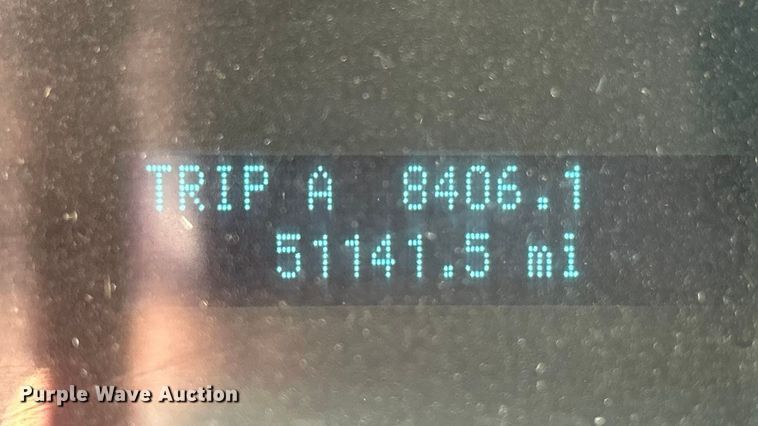 TRIP A 8406.1
51141.5 mi
Purple Wave Auction